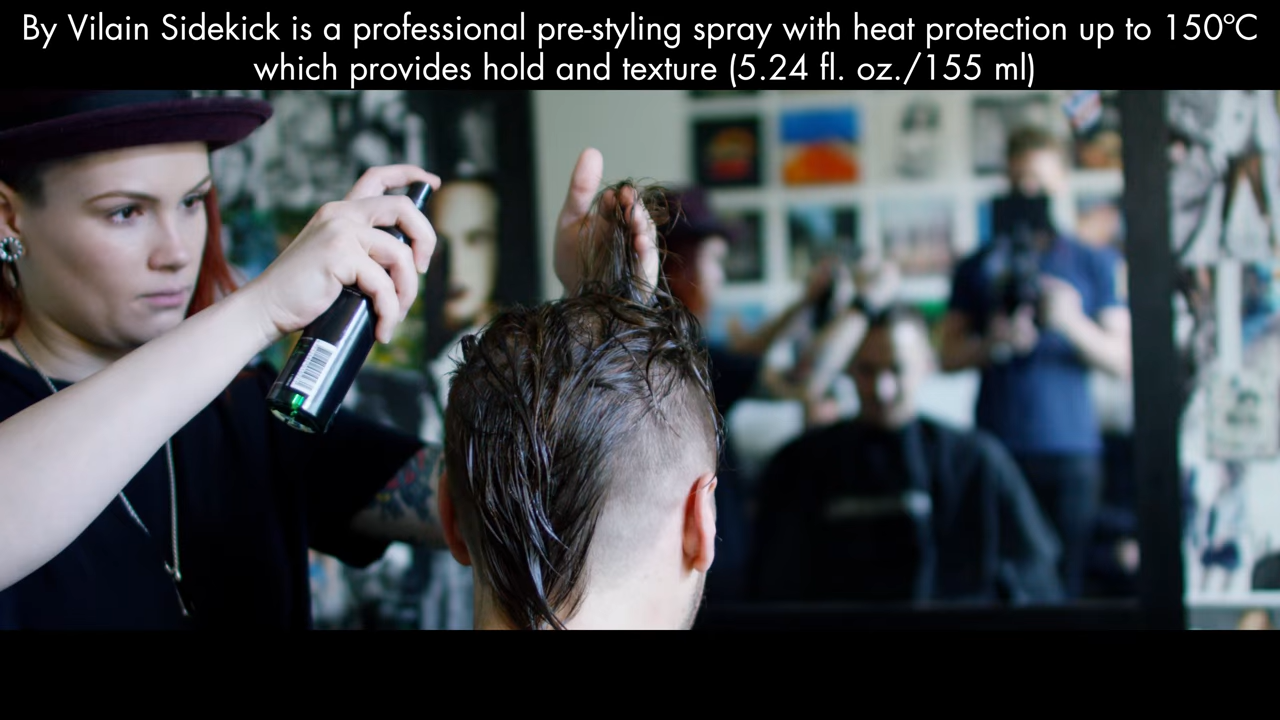 By Vilain Sidekick is a professional pre-styling spray with heat protection up to 150ºC
which provides hold and texture (5.24 fl. oz./155 ml)